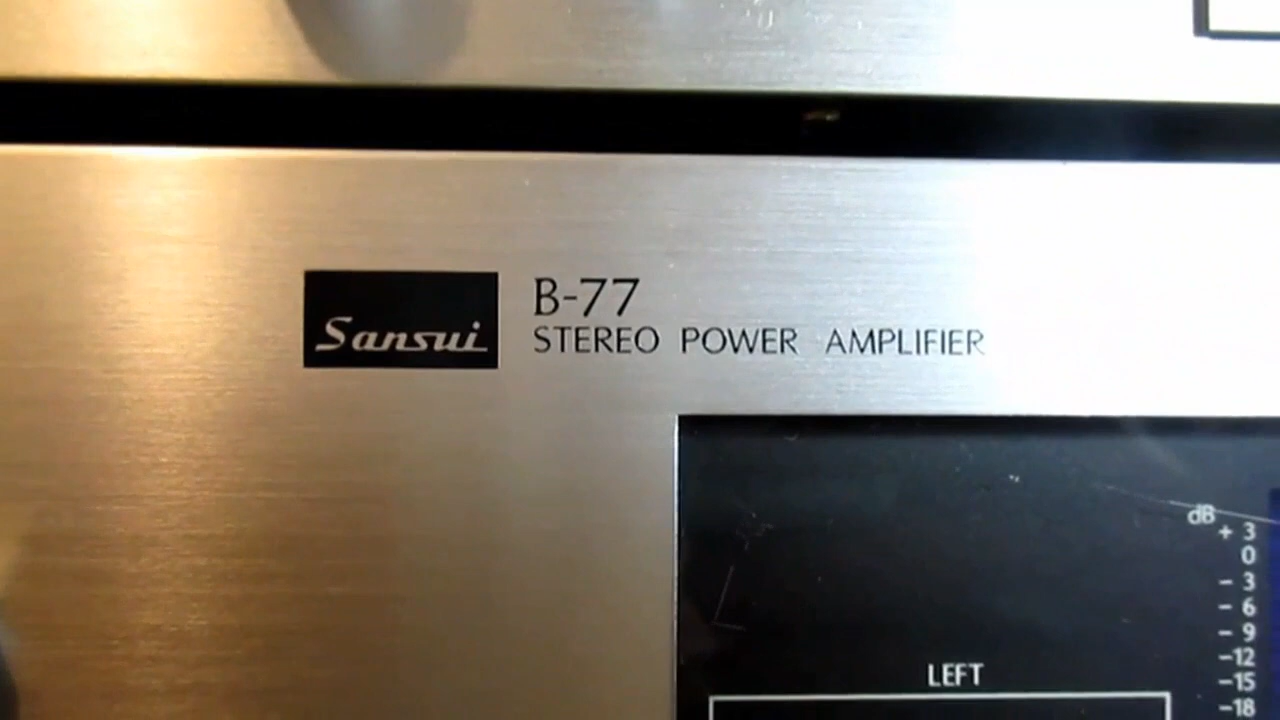 Sansui
B-77
STEREO POWER AMPLIFIER
dB
+ 3
0
- 3
- 6
- 9
-12
-15
-18
LEFT